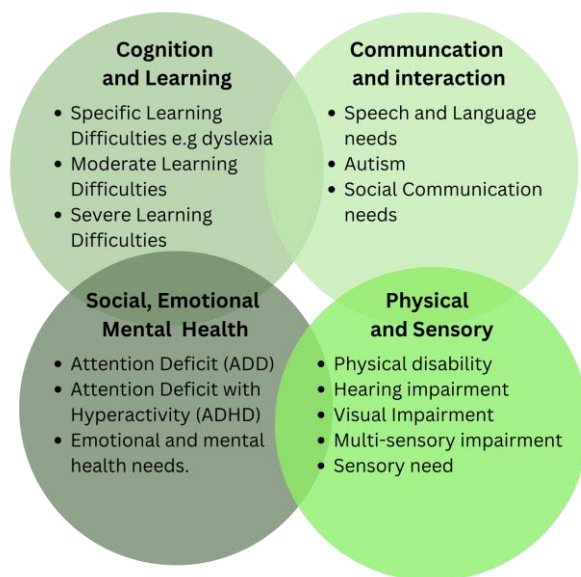 Cognition
and Learning
• Specific Learning
Difficulties e.g dyslexia
• Moderate Learning
Difficulties
• Severe Learning
Difficulties
Communcation
and interaction
• Speech and Language
needs
• Autism
• Social Communication
needs
Social, Emotional
Mental Health
• Attention Deficit (ADD)
• Attention Deficit with
Hyperactivity (ADHD)
• Emotional and mental
health needs.
Physical
and Sensory
• Physical disability
• Hearing impairment
• Visual Impairment
• Multi-sensory impairment
• Sensory need